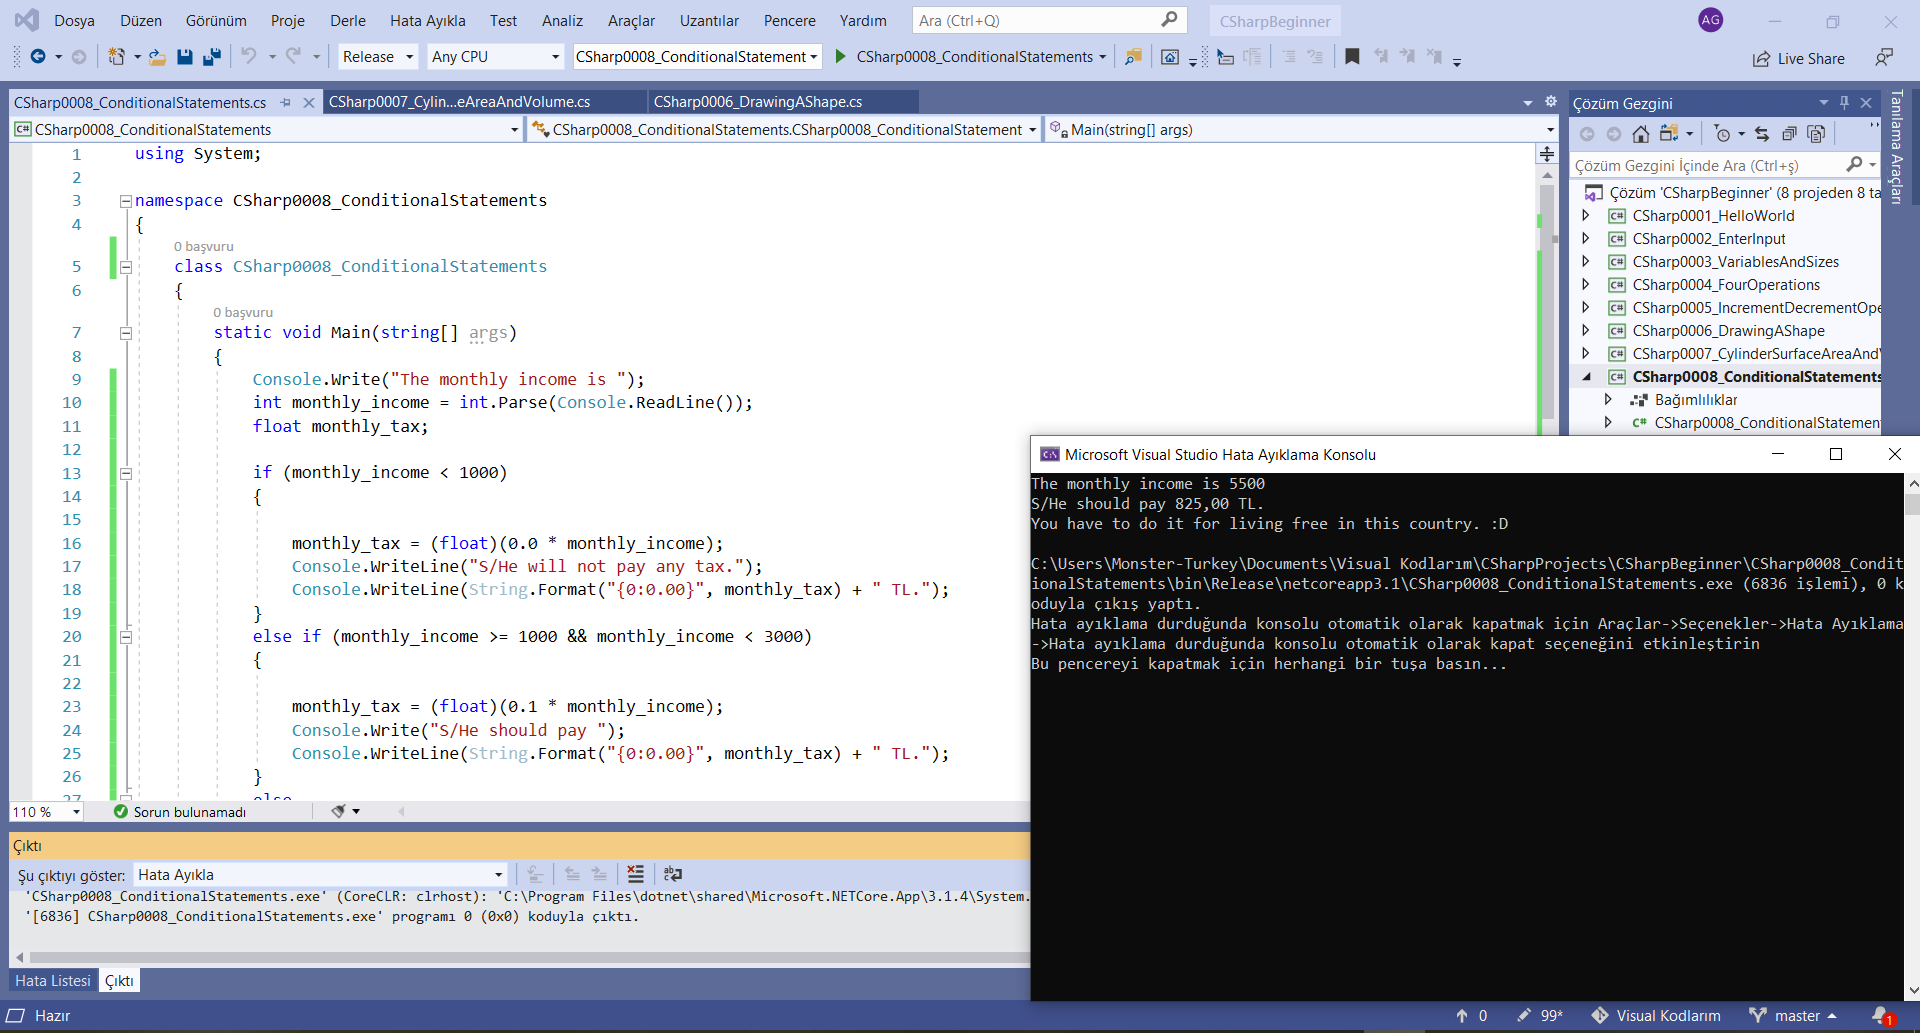 Dosya Düzen Görünüm Proje Derle Hata Ayıkla Test Analiz Araçlar Uzantılar Pencere Yardım Ara (Ctrl+Q) CSharpBeginner AG
Release Any CPU CSharp0008_ConditionalStatement CSharp0008_ConditionalStatements Live Share
CSharp0008_ConditionalStatements.cs CSharp0007_Cylin...eAreaAndVolume.cs CSharp0006_DrawingAShape.cs
C# CSharp0008_ConditionalStatements CSharp0008_ConditionalStatements.CSharp0008_ConditionalStatement Main(string[] args)
1 using System;
2
3 namespace CSharp0008_ConditionalStatements
4 {
0 başvuru
5 class CSharp0008_ConditionalStatements
6 {
0 başvuru
7 static void Main(string[] args)
8 {
9 Console.Write("The monthly income is ");
10 int monthly_income = int.Parse(Console.ReadLine());
11 float monthly_tax;
12
13 if (monthly_income < 1000)
14 {
15
16 monthly_tax = (float)(0.0 * monthly_income);
17 Console.WriteLine("S/He will not pay any tax.");
18 Console.WriteLine(String.Format("{0:0.00}", monthly_tax) + " TL.");
19 }
20 else if (monthly_income >= 1000 && monthly_income < 3000)
21 {
22
23 monthly_tax = (float)(0.1 * monthly_income);
24 Console.Write("S/He should pay ");
25 Console.WriteLine(String.Format("{0:0.00}", monthly_tax) + " TL.");
26 }
27 else
110 % Sorun bulunamadı
Çıktı
Şu çıktıyı göster: Hata Ayıkla
'CSharp0008_ConditionalStatements.exe' (CoreCLR: clrhost): 'C:\Program Files\dotnet\shared\Microsoft.NETCore.App\3.1.4\System.
'[6836] CSharp0008_ConditionalStatements.exe' programı 0 (0x0) koduyla çıktı.
Hata Listesi Çıktı
Çözüm Gezgini
Çözüm Gezgini İçinde Ara (Ctrl+ş)
Çözüm 'CSharpBeginner' (8 projeden 8 ta
C# CSharp0001_HelloWorld
C# CSharp0002_EnterInput
C# CSharp0003_VariablesAndSizes
C# CSharp0004_FourOperations
C# CSharp0005_IncrementDecrementOpe
C# CSharp0006_DrawingAShape
C# CSharp0007_CylinderSurfaceAreaAnd
C# CSharp0008_ConditionalStatements
Bağımlılıklar
C# CSharp0008_ConditionalStatemen
Tanılama Araçları
C:\ Microsoft Visual Studio Hata Ayıklama Konsolu
The monthly income is 5500
S/He should pay 825,00 TL.
You have to do it for living free in this country. :D
C:\Users\Monster-Turkey\Documents\Visual Kodlarım\CSharpProjects\CSharpBeginner\CSharp0008_Condit
ionalStatements\bin\Release\netcoreapp3.1\CSharp0008_ConditionalStatements.exe (6836 işlemi), 0 k
oduyla çıkış yaptı.
Hata ayıklama durduğunda konsolu otomatik olarak kapatmak için Araçlar->Seçenekler->Hata Ayıklama
->Hata ayıklama durduğunda konsolu otomatik olarak kapat seçeneğini etkinleştirin
Bu pencereyi kapatmak için herhangi bir tuşa basın...
Hazır 0 99* Visual Kodlarım master 1